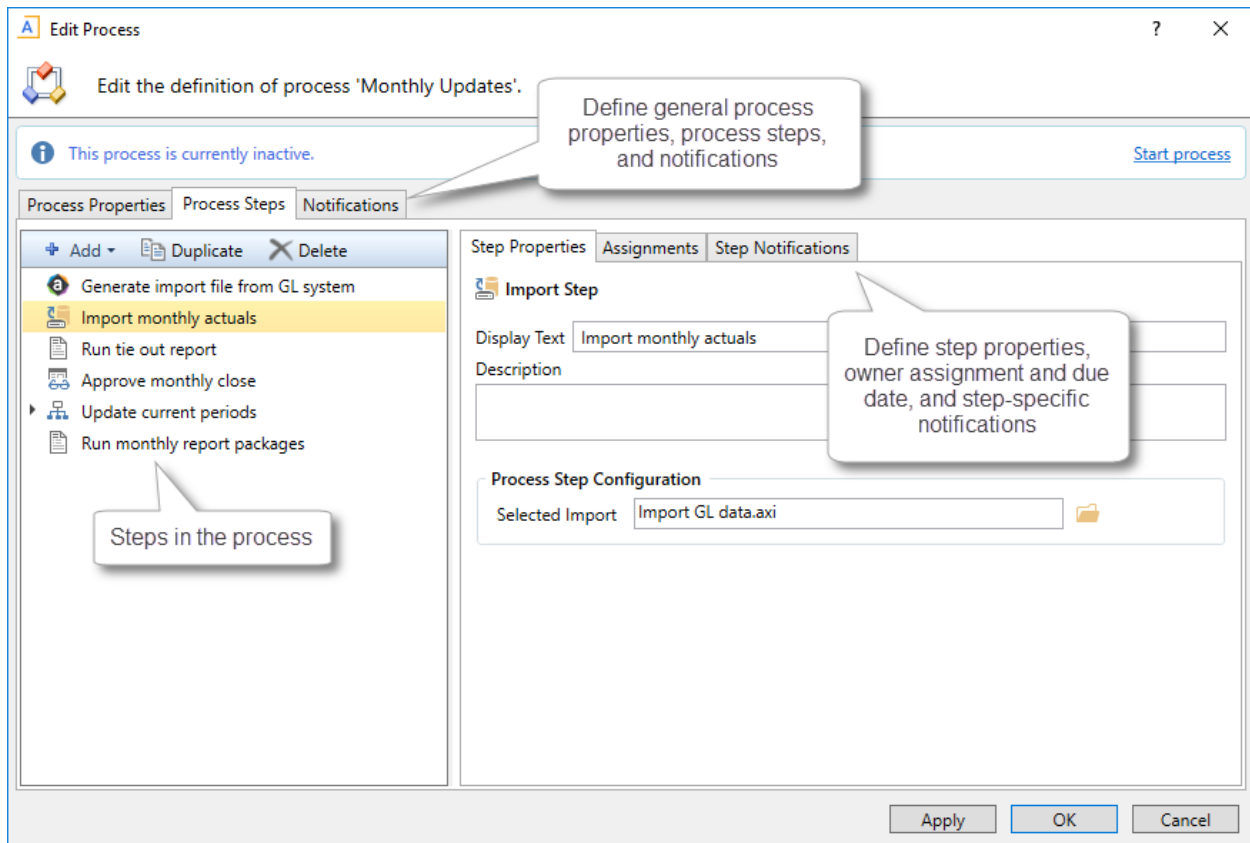 A Edit Process ?
Edit the definition of process 'Monthly Updates'.
Define general process
properties, process steps,
and notifications
This process is currently inactive. Start process
Process Properties Process Steps Notifications
Add Duplicate Delete
Generate import file from GL system
Import monthly actuals
Run tie out report
Approve monthly close
Update current periods
Run monthly report packages
Steps in the process
Step Properties Assignments Step Notifications
Import Step
Display Text Import monthly actuals
Description
Define step properties,
owner assignment and due
date, and step-specific
notifications
Process Step Configuration
Selected Import Import GL data.axi
Apply OK Cancel